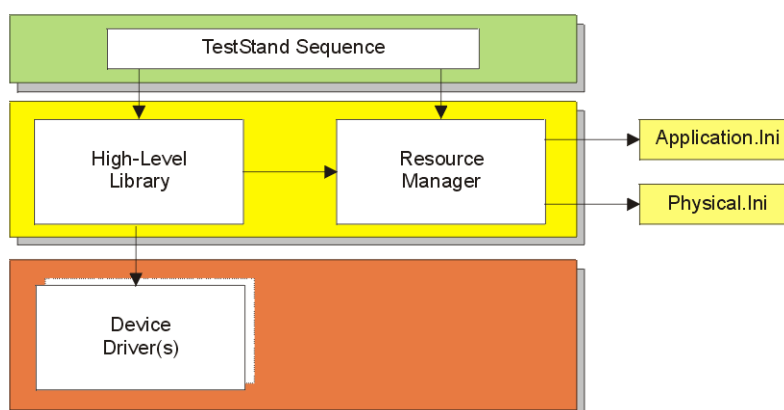 TestStand Sequence
High-Level
Library
Resource
Manager
Application.Ini
Physical.Ini
Device
Driver(s)